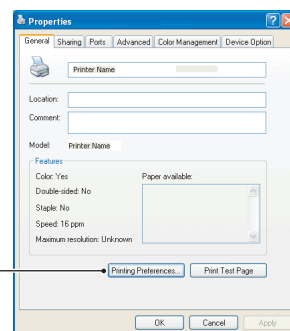 Properties
General Sharing Ports Advanced Color Management Device Option
Printer Name
Location:
Comment:
Model: Printer Name
Features
Color: Yes Paper available:
Double-sided: No
Staple: No
Speed: 16 ppm
Maximum resolution: Unknown
Printing Preferences... Print Test Page
OK Cancel Apply